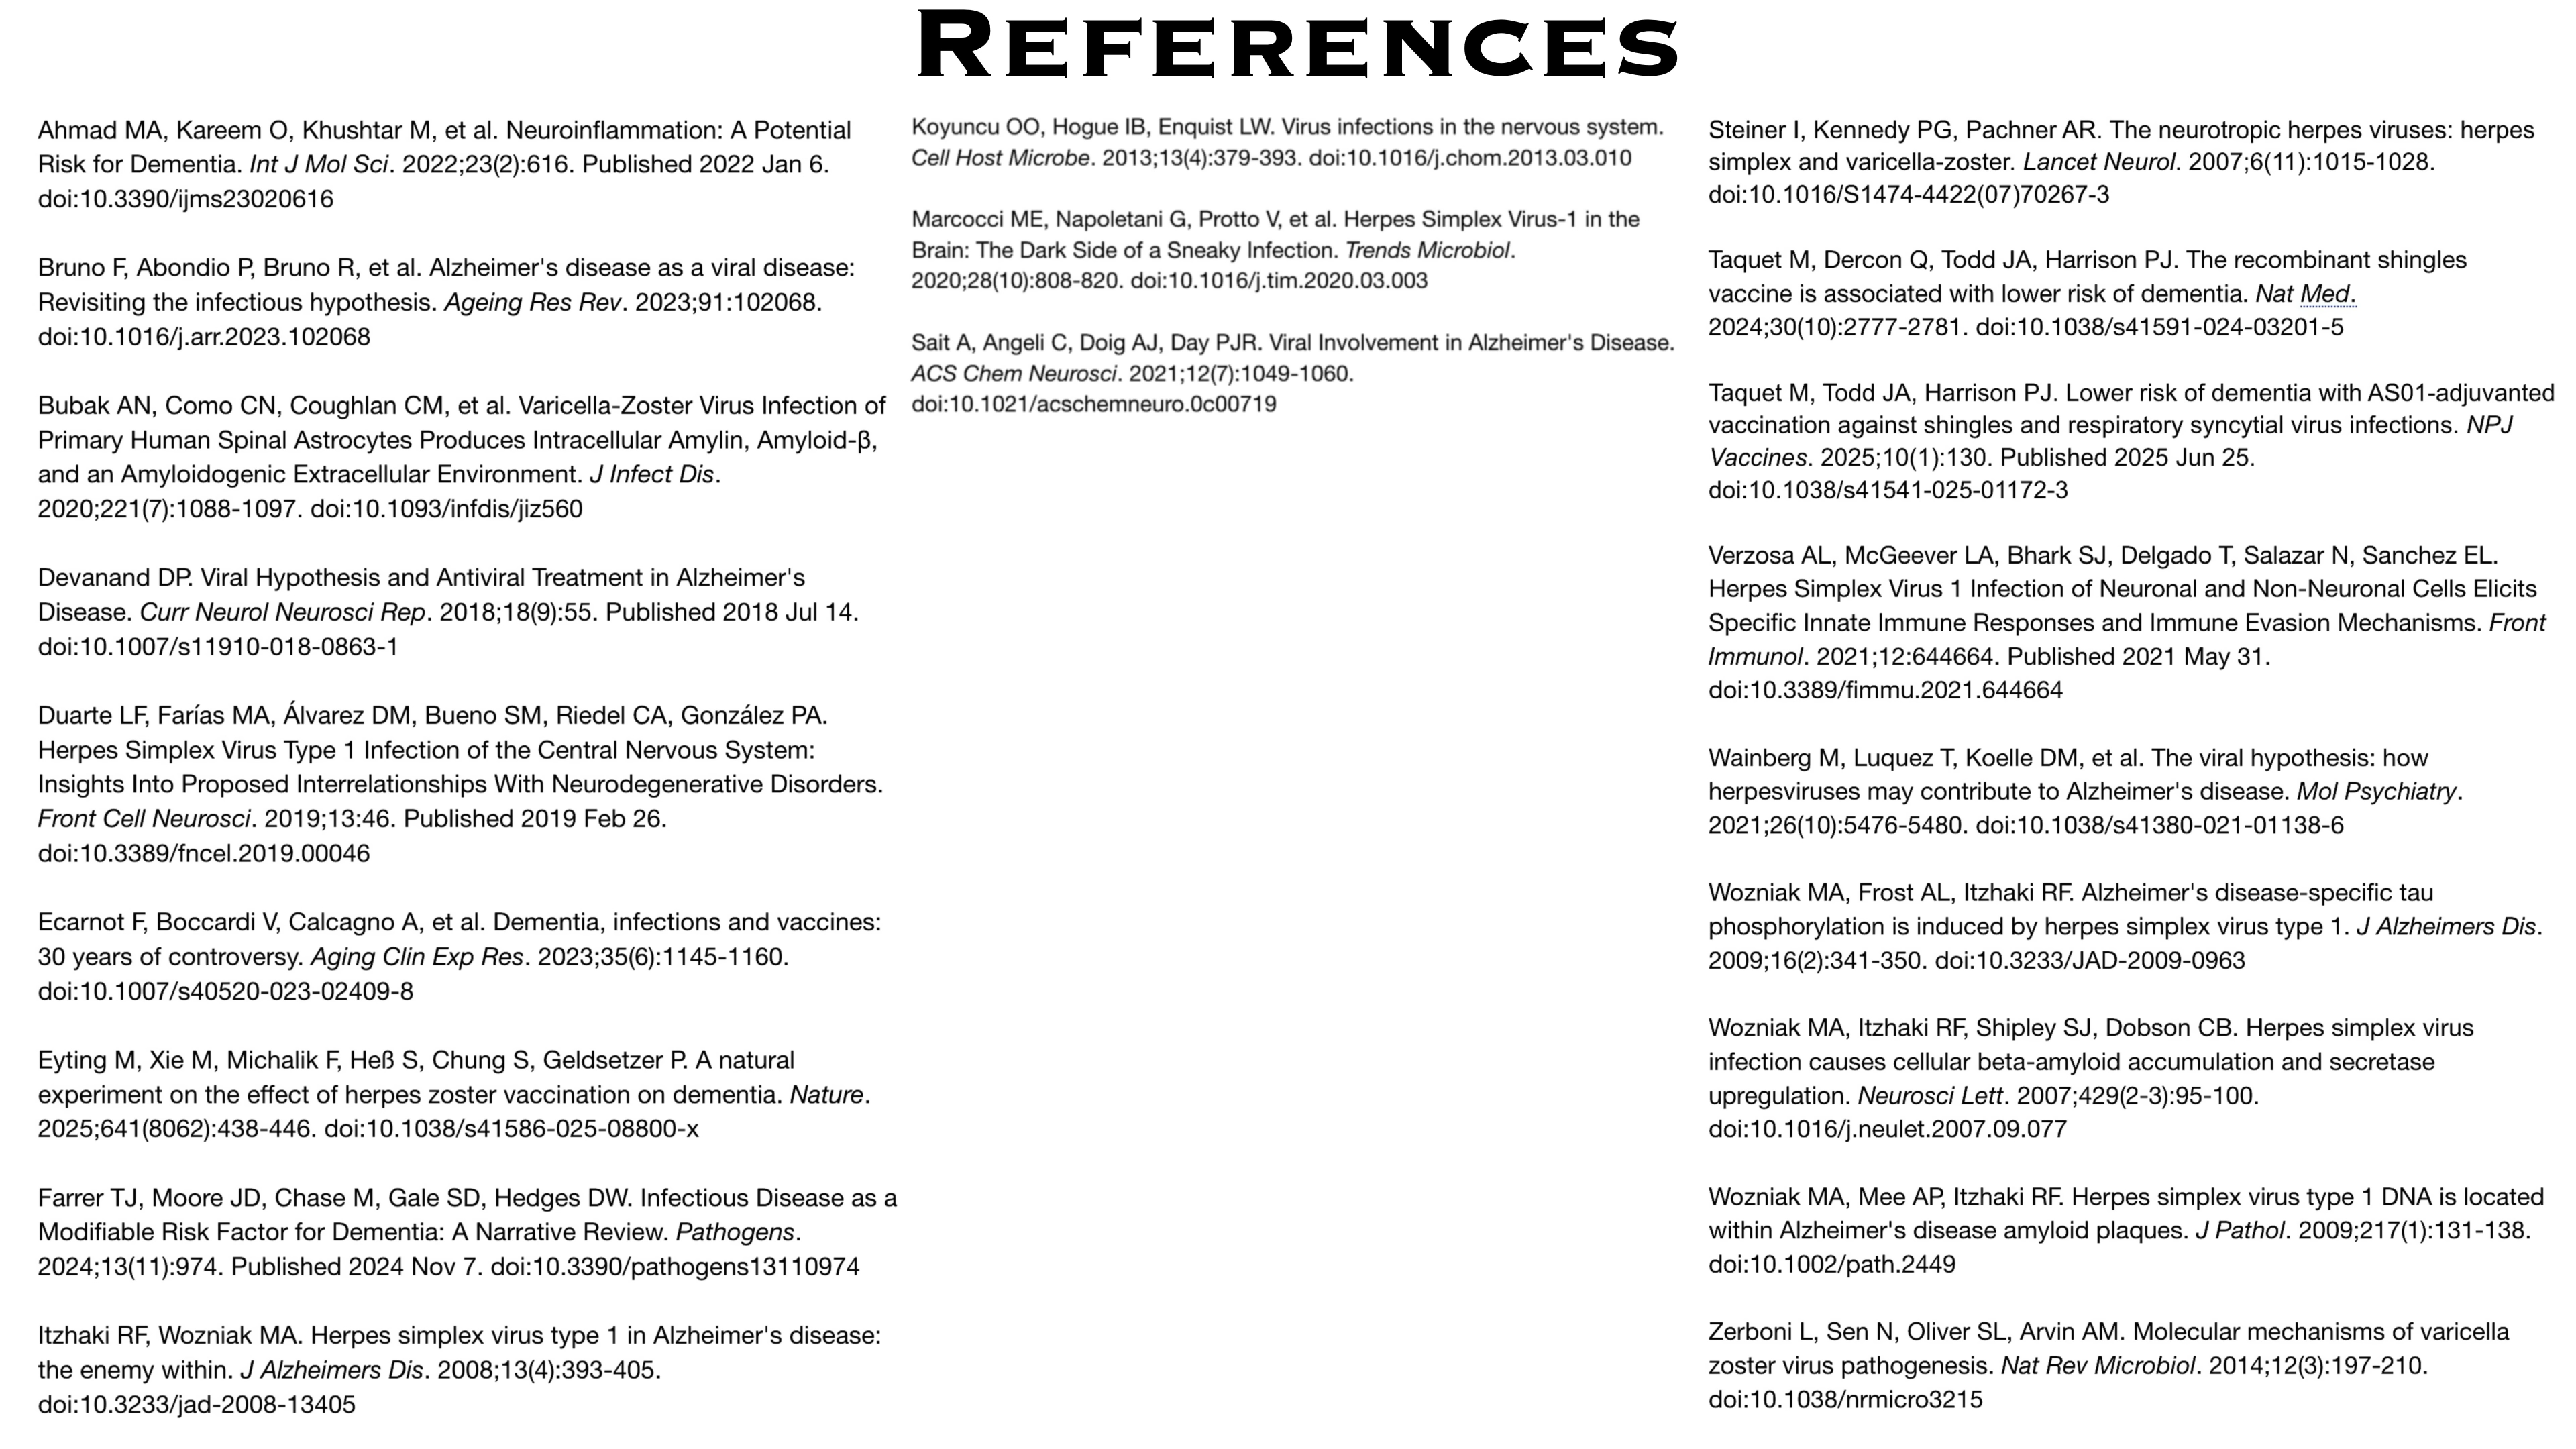 REFERENCES
Ahmad MA, Kareem O, Khushtar M, et al. Neuroinflammation: A Potential
Risk for Dementia. Int J Mol Sci. 2022;23(2):616. Published 2022 Jan 6.
doi:10.3390/ijms23020616
Bruno F, Abondio P, Bruno R, et al. Alzheimer's disease as a viral disease:
Revisiting the infectious hypothesis. Ageing Res Rev. 2023;91:102068.
doi:10.1016/j.arr.2023.102068
Bubak AN, Como CN, Coughlan CM, et al. Varicella-Zoster Virus Infection of
Primary Human Spinal Astrocytes Produces Intracellular Amylin, Amyloid-β,
and an Amyloidogenic Extracellular Environment. J Infect Dis.
2020;221(7):1088-1097. doi:10.1093/infdis/jiz560
Devanand DP. Viral Hypothesis and Antiviral Treatment in Alzheimer's
Disease. Curr Neurol Neurosci Rep. 2018;18(9):55. Published 2018 Jul 14.
doi:10.1007/s11910-018-0863-1
Duarte LF, Farías MA, Álvarez DM, Bueno SM, Riedel CA, González PA.
Herpes Simplex Virus Type 1 Infection of the Central Nervous System:
Insights Into Proposed Interrelationships With Neurodegenerative Disorders.
Front Cell Neurosci. 2019;13:46. Published 2019 Feb 26.
doi:10.3389/fncel.2019.00046
Ecarnot F, Boccardi V, Calcagno A, et al. Dementia, infections and vaccines:
30 years of controversy. Aging Clin Exp Res. 2023;35(6):1145-1160.
doi:10.1007/s40520-023-02409-8
Eyting M, Xie M, Michalik F, Heß S, Chung S, Geldsetzer P. A natural
experiment on the effect of herpes zoster vaccination on dementia. Nature.
2025;641(8062):438-446. doi:10.1038/s41586-025-08800-x
Farrer TJ, Moore JD, Chase M, Gale SD, Hedges DW. Infectious Disease as a
Modifiable Risk Factor for Dementia: A Narrative Review. Pathogens.
2024;13(11):974. Published 2024 Nov 7. doi:10.3390/pathogens13110974
Itzhaki RF, Wozniak MA. Herpes simplex virus type 1 in Alzheimer's disease:
the enemy within. J Alzheimers Dis. 2008;13(4):393-405.
doi:10.3233/jad-2008-13405
Koyuncu OO, Hogue IB, Enquist LW. Virus infections in the nervous system.
Cell Host Microbe. 2013;13(4):379-393. doi:10.1016/j.chom.2013.03.010
Marcocci ME, Napoletani G, Protto V, et al. Herpes Simplex Virus-1 in the
Brain: The Dark Side of a Sneaky Infection. Trends Microbiol.
2020;28(10):808-820. doi:10.1016/j.tim.2020.03.003
Sait A, Angeli C, Doig AJ, Day PJR. Viral Involvement in Alzheimer's Disease.
ACS Chem Neurosci. 2021;12(7):1049-1060.
doi:10.1021/acschemneuro.0c00719
Steiner I, Kennedy PG, Pachner AR. The neurotropic herpes viruses: herpes
simplex and varicella-zoster. Lancet Neurol. 2007;6(11):1015-1028.
doi:10.1016/S1474-4422(07)70267-3
Taquet M, Dercon Q, Todd JA, Harrison PJ. The recombinant shingles
vaccine is associated with lower risk of dementia. Nat Med.
2024;30(10):2777-2781. doi:10.1038/s41591-024-03201-5
Taquet M, Todd JA, Harrison PJ. Lower risk of dementia with AS01-adjuvanted
vaccination against shingles and respiratory syncytial virus infections. NPJ
Vaccines. 2025;10(1):130. Published 2025 Jun 25.
doi:10.1038/s41541-025-01172-3
Verzosa AL, McGeever LA, Bhark SJ, Delgado T, Salazar N, Sanchez EL.
Herpes Simplex Virus 1 Infection of Neuronal and Non-Neuronal Cells Elicits
Specific Innate Immune Responses and Immune Evasion Mechanisms. Front
Immunol. 2021;12:644664. Published 2021 May 31.
doi:10.3389/fimmu.2021.644664
Wainberg M, Luquez T, Koelle DM, et al. The viral hypothesis: how
herpesviruses may contribute to Alzheimer's disease. Mol Psychiatry.
2021;26(10):5476-5480. doi:10.1038/s41380-021-01138-6
Wozniak MA, Frost AL, Itzhaki RF. Alzheimer's disease-specific tau
phosphorylation is induced by herpes simplex virus type 1. J Alzheimers Dis.
2009;16(2):341-350. doi:10.3233/JAD-2009-0963
Wozniak MA, Itzhaki RF, Shipley SJ, Dobson CB. Herpes simplex virus
infection causes cellular beta-amyloid accumulation and secretase
upregulation. Neurosci Lett. 2007;429(2-3):95-100.
doi:10.1016/j.neulet.2007.09.077
Wozniak MA, Mee AP, Itzhaki RF. Herpes simplex virus type 1 DNA is located
within Alzheimer's disease amyloid plaques. J Pathol. 2009;217(1):131-138.
doi:10.1002/path.2449
Zerboni L, Sen N, Oliver SL, Arvin AM. Molecular mechanisms of varicella
zoster virus pathogenesis. Nat Rev Microbiol. 2014;12(3):197-210.
doi:10.1038/nrmicro3215